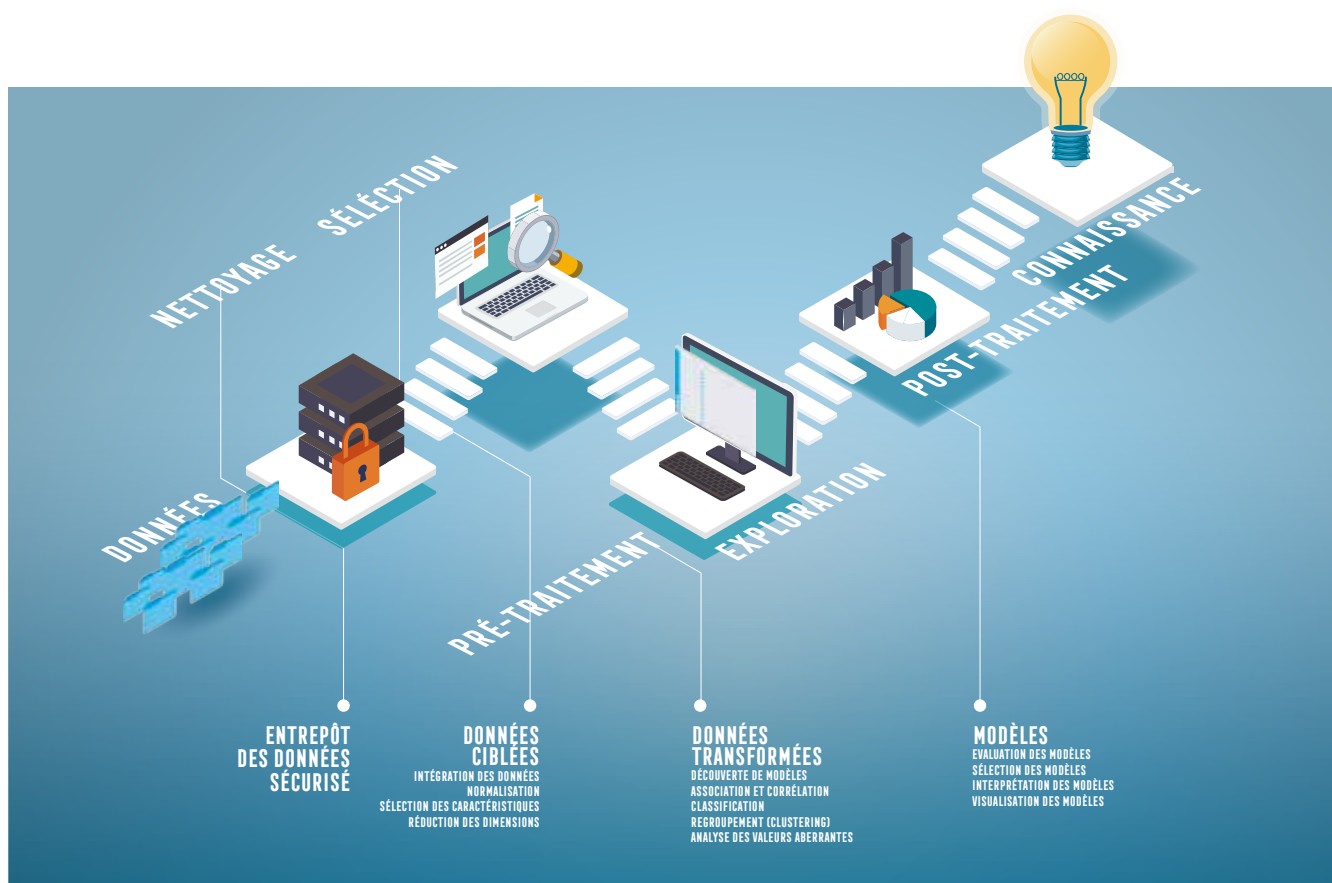 SÉLÉCTION
NETTOYAGE
CONNAISSANCE
POST-TRAITEMENT
DONNÉES
EXPLORATION
PRÉ-TRAITEMENT
ENTREPÔT
DES DONNÉES
SÉCURISÉ
DONNÉES
CIBLÉES
INTÉGRATION DES DONNÉES
NORMALISATION
SÉLECTION DES CARACTÉRISTIQUES
RÉDUCTION DES DIMENSIONS
DONNÉES
TRANSFORMÉES
DÉCOUVERTE DE MODÈLES
ASSOCIATION ET CORRÉLATION
CLASSIFICATION
REGROUPEMENT (CLUSTERING)
ANALYSE DES VALEURS ABERRANTES
MODÈLES
EVALUATION DES MODÈLES
SÉLECTION DES MODÈLES
INTERPRÉTATION DES MODÈLES
VISUALISATION DES MODÈLES